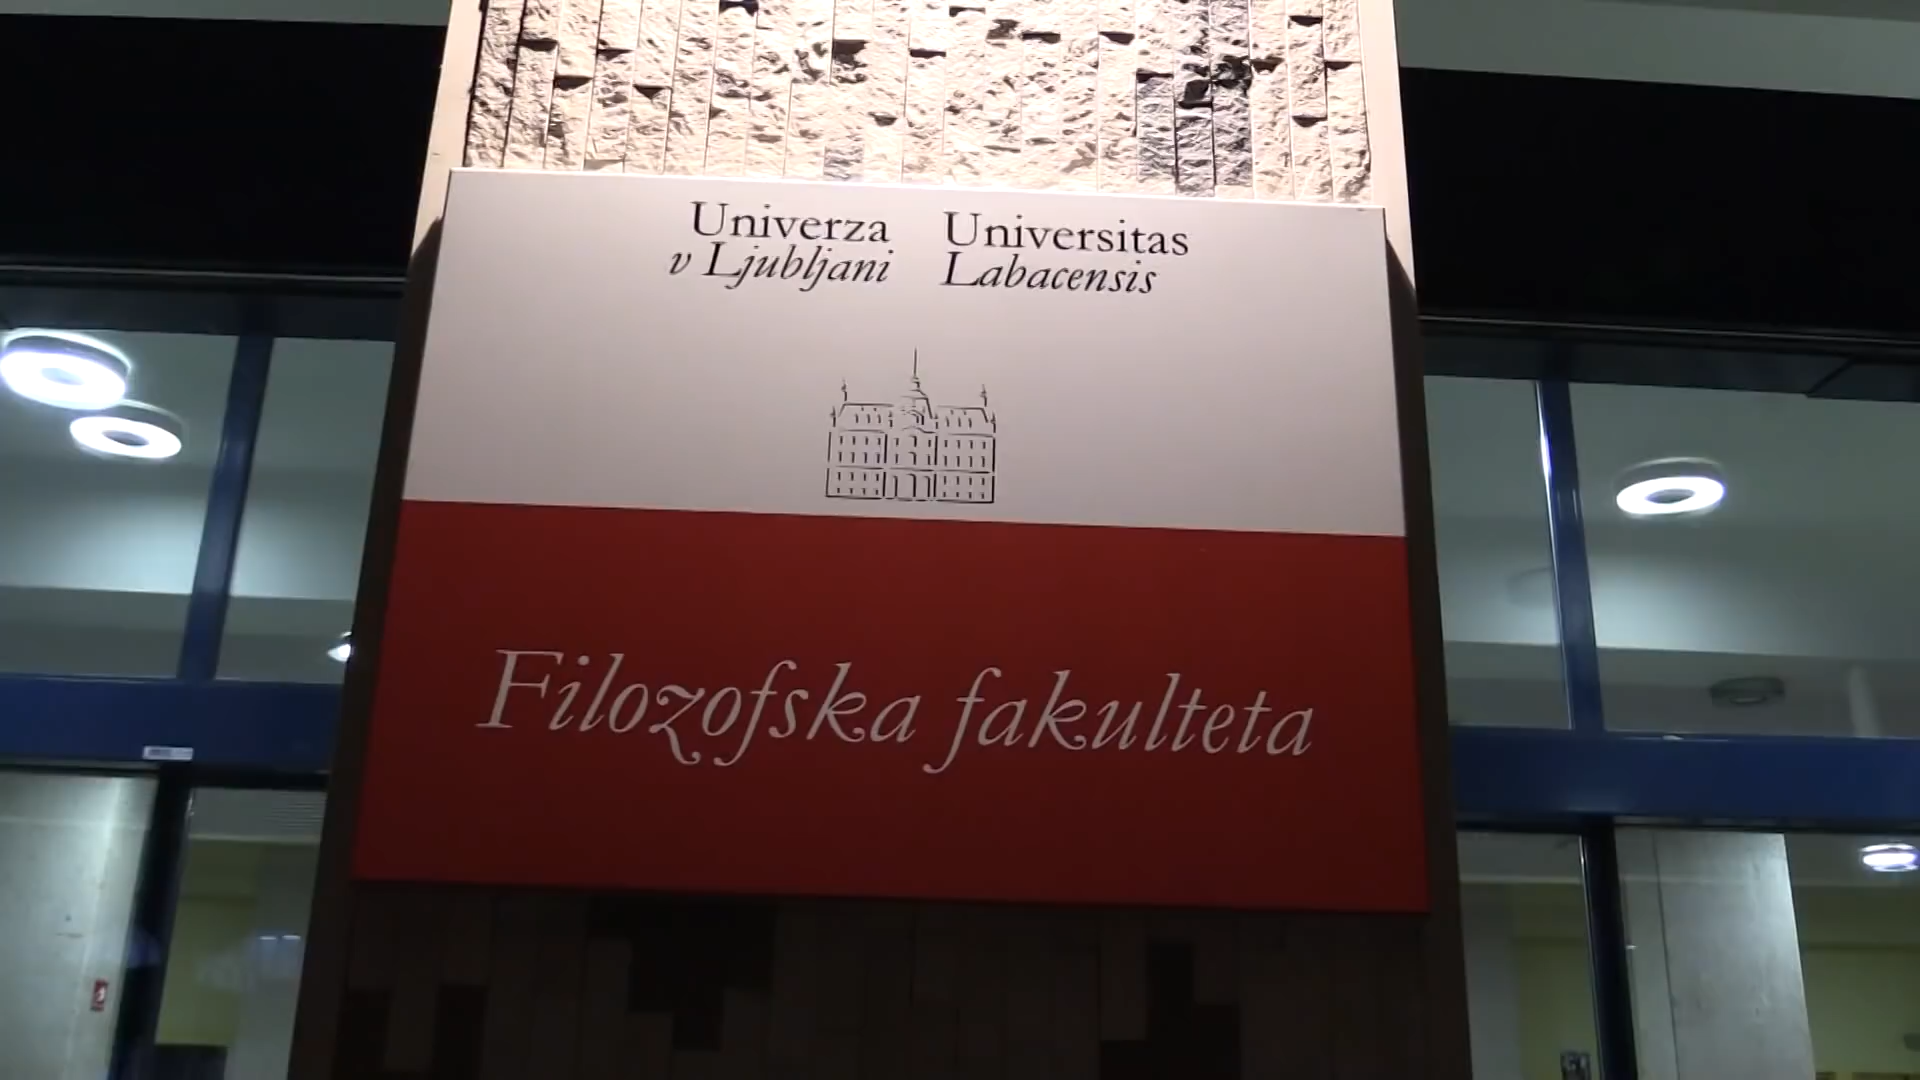 Univerza
v Ljubljani
Universitas
Labacensis
Filozofska fakulteta